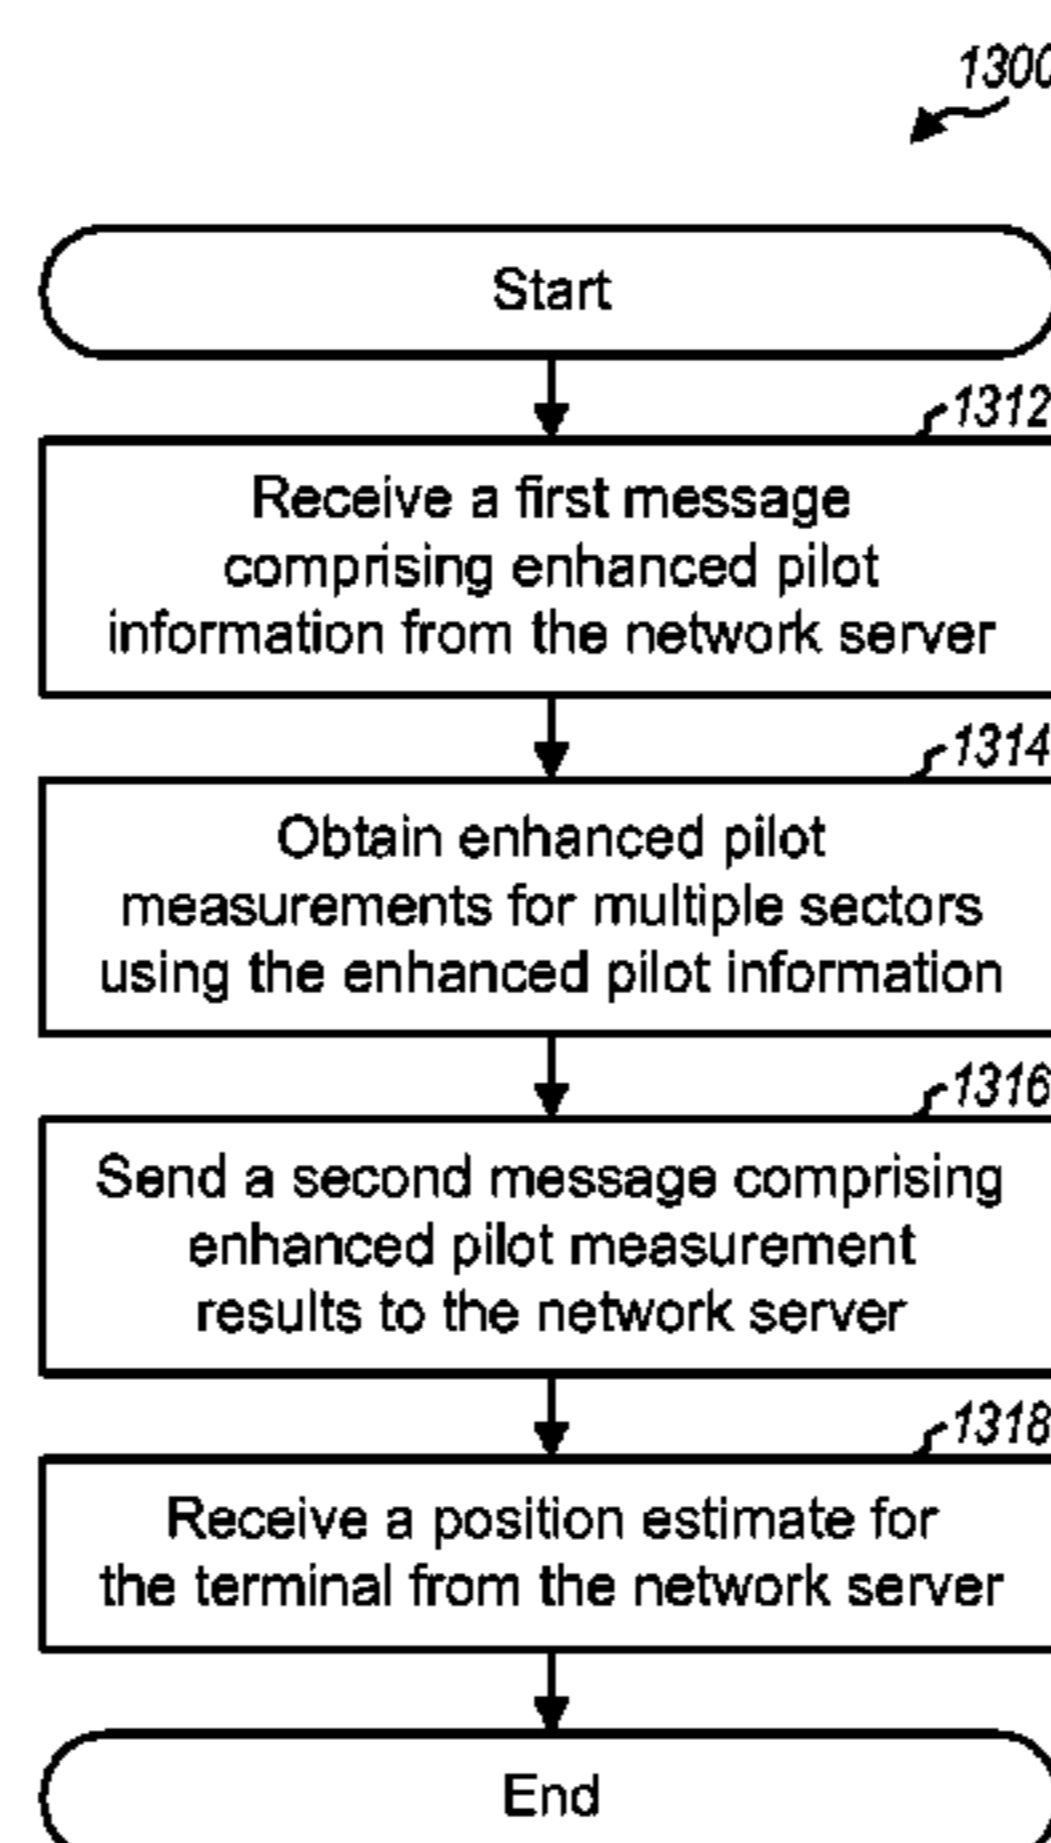 1300
Start
1312
Receive a first message
comprising enhanced pilot
information from the network server
1314
Obtain enhanced pilot
measurements for multiple sectors
using the enhanced pilot information
1316
Send a second message comprising
enhanced pilot measurement
results to the network server
1318
Receive a position estimate for
the terminal from the network server
End